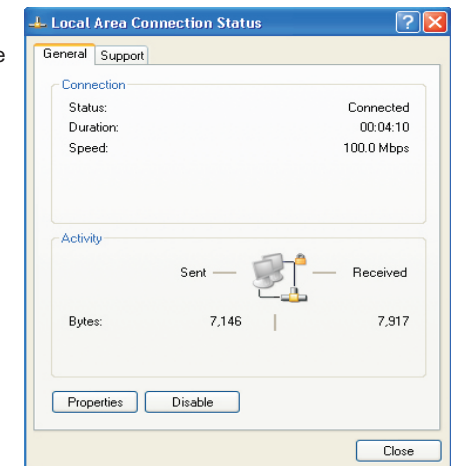 Local Area Connection Status
e
General Support
Connection
Status: Connected
Duration: 00:04:10
Speed: 100.0 Mbps
Activity
Sent — — Received
Bytes: 7,146 | 7,917
Properties Disable
Close